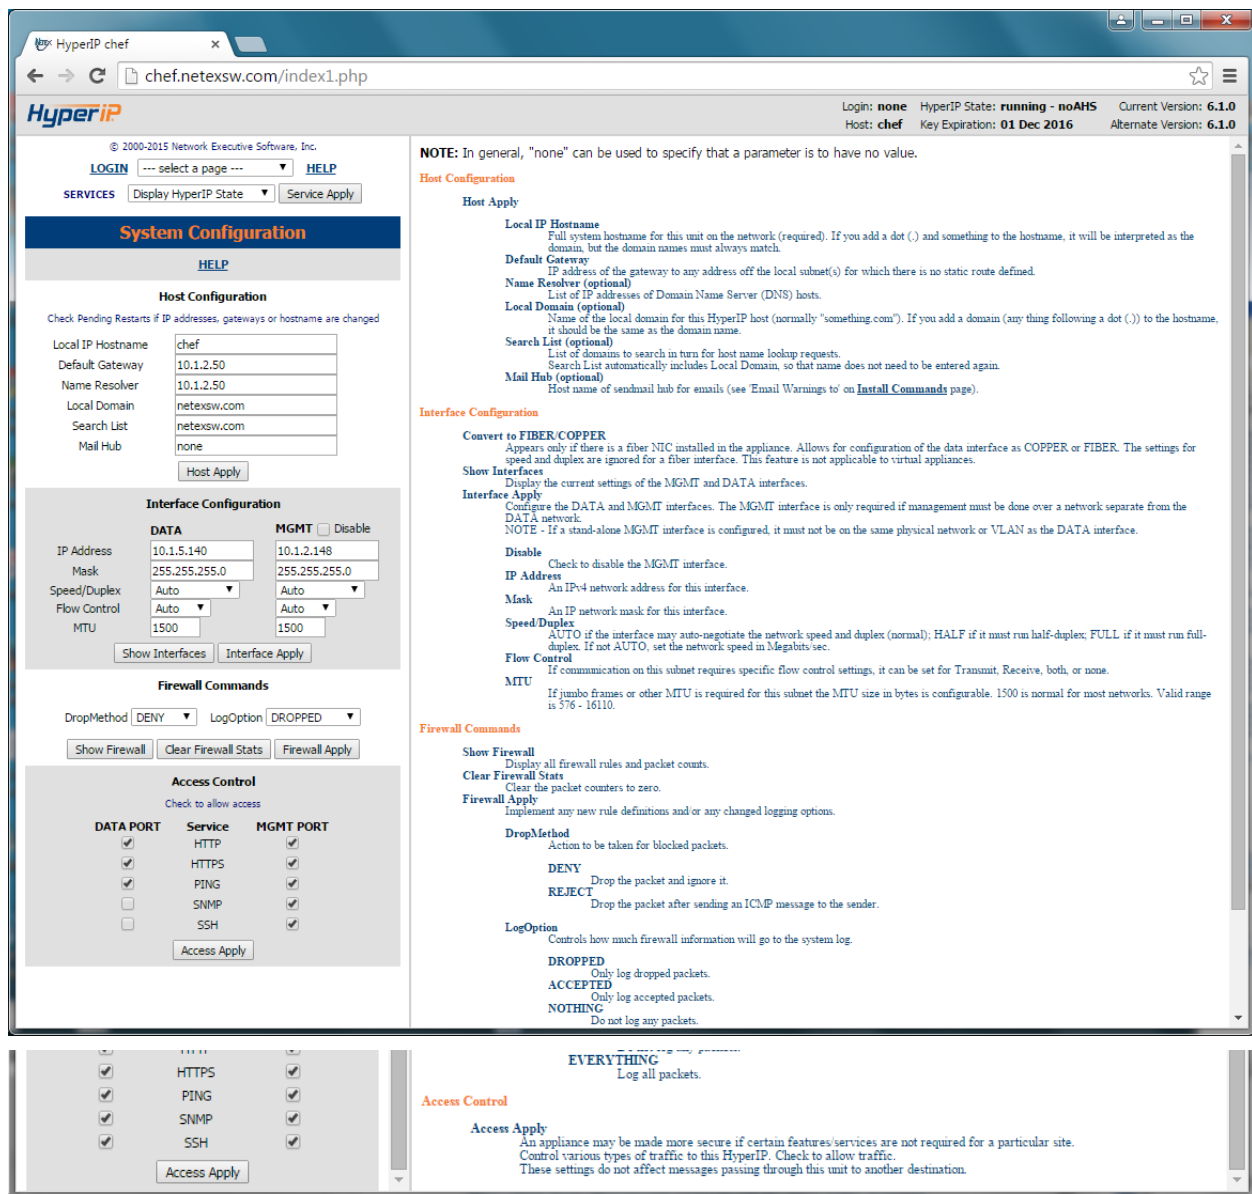 HyperIP chef
chef.netexsw.com/index1.php
HyperIP
Login: none HyperIP State: running - noAHS Current Version: 6.1.0
Host: chef Key Expiration: 01 Dec 2016 Alternate Version: 6.1.0
© 2000-2015 Network Executive Software, Inc.
LOGIN --- select a page --- HELP
SERVICES Display HyperIP State Service Apply
System Configuration
HELP
Host Configuration
Check Pending Restarts if IP addresses, gateways or hostname are changed
Local IP Hostname chef
Default Gateway 10.1.2.50
Name Resolver 10.1.2.50
Local Domain netexsw.com
Search List netexsw.com
Mail Hub none
Host Apply
Interface Configuration
DATA MGMT Disable
IP Address 10.1.5.140 10.1.2.148
Mask 255.255.255.0 255.255.255.0
Speed/Duplex Auto Auto
Flow Control Auto Auto
MTU 1500 1500
Show Interfaces Interface Apply
Firewall Commands
DropMethod DENY LogOption DROPPED
Show Firewall Clear Firewall Stats Firewall Apply
Access Control
Check to allow access
DATA PORT Service MGMT PORT
HTTP
HTTPS
PING
SNMP
SSH
Access Apply
NOTE: In general, "none" can be used to specify that a parameter is to have no value.
Host Configuration
Host Apply
Local IP Hostname
Full system hostname for this unit on the network (required). If you add a dot (.) and something to the hostname, it will be interpreted as the
domain, but the domain names must always match.
Default Gateway
IP address of the gateway to any address off the local subnet(s) for which there is no static route defined.
Name Resolver (optional)
List of IP addresses of Domain Name Server (DNS) hosts.
Local Domain (optional)
Name of the local domain for this HyperIP host (normally "something.com"). If you add a domain (any thing following a dot (.)) to the hostname,
it should be the same as the domain name.
Search List (optional)
List of domains to search in turn for host name lookup requests.
Search List automatically includes Local Domain, so that name does not need to be entered again.
Mail Hub (optional)
Host name of sendmail hub for emails (see 'Email Warnings to' on Install Commands page).
Interface Configuration
Convert to FIBER/COPPER
Appears only if there is a fiber NIC installed in the appliance. Allows for configuration of the data interface as COPPER or FIBER. The settings for
speed and duplex are ignored for a fiber interface. This feature is not applicable to virtual appliances.
Show Interfaces
Display the current settings of the MGMT and DATA interfaces.
Interface Apply
Configure the DATA and MGMT interfaces. The MGMT interface is only required if management must be done over a network separate from the
DATA network.
NOTE - If a stand-alone MGMT interface is configured, it must not be on the same physical network or VLAN as the DATA interface.
Disable
Check to disable the MGMT interface.
IP Address
An IPv4 network address for this interface.
Mask
An IP network mask for this interface.
Speed/Duplex
AUTO if the interface may auto-negotiate the network speed and duplex (normal); HALF if it must run half-duplex; FULL if it must run full-
duplex. If not AUTO, set the network speed in Megabits/sec.
Flow Control
If communication on this subnet requires specific flow control settings, it can be set for Transmit, Receive, both, or none.
MTU
If jumbo frames or other MTU is required for this subnet the MTU size in bytes is configurable. 1500 is normal for most networks. Valid range
is 576 - 16110.
Firewall Commands
Show Firewall
Display all firewall rules and packet counts.
Clear Firewall Stats
Clear the packet counters to zero.
Firewall Apply
Implement any new rule definitions and/or any changed logging options.
DropMethod
Action to be taken for blocked packets.
DENY
Drop the packet and ignore it.
REJECT
Drop the packet after sending an ICMP message to the sender.
LogOption
Controls how much firewall information will go to the system log.
DROPPED
Only log dropped packets.
ACCEPTED
Only log accepted packets.
NOTHING
Do not log any packets.
HTTPS
PING
SNMP
SSH
Access Apply
EVERYTHING
Log all packets.
Access Control
Access Apply
An appliance may be made more secure if certain features/services are not required for a particular site.
Control various types of traffic to this HyperIP. Check to allow traffic.
These settings do not affect messages passing through this unit to another destination.